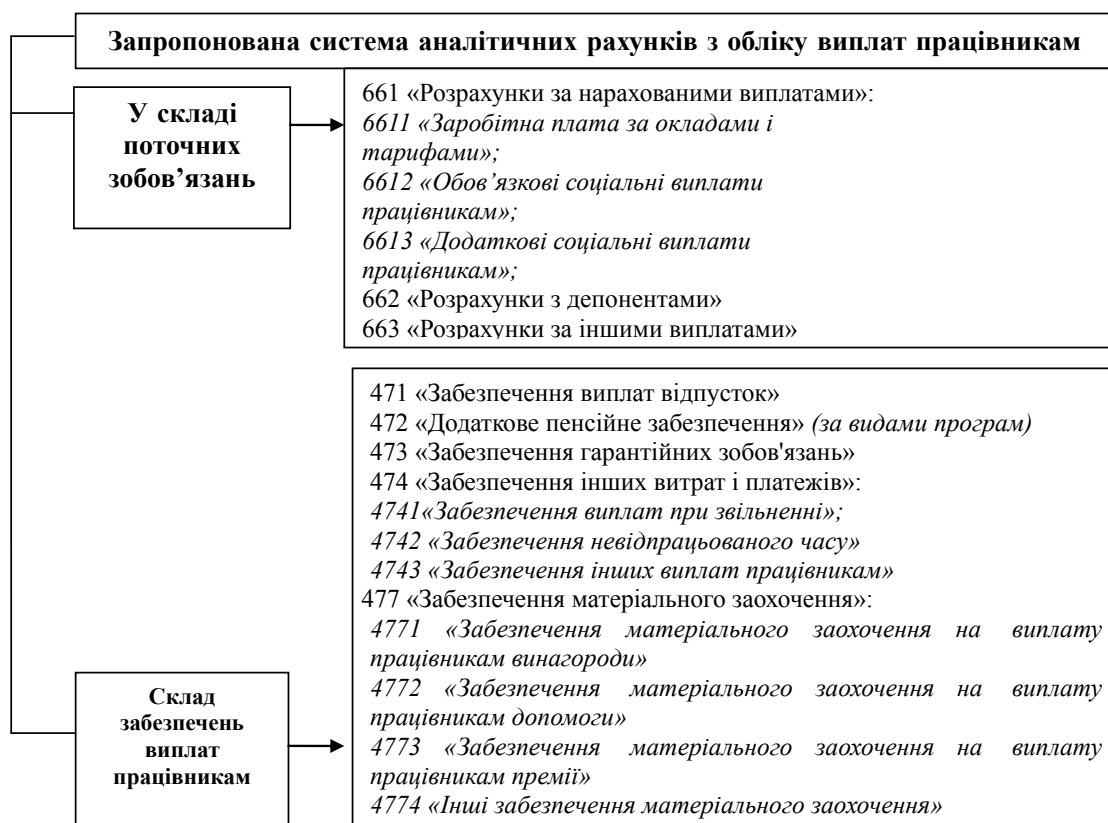 Запропонована система аналітичних рахунків з обліку виплат працівникам
У складі
поточних
зобов’язань
661 «Розрахунки за нарахованими виплатами»:
6611 «Заробітна плата за окладами і
тарифами»;
6612 «Обов’язкові соціальні виплати
працівникам»;
6613 «Додаткові соціальні виплати
працівникам»;
662 «Розрахунки з депонентами»
663 «Розрахунки за іншими виплатами»
Склад
забезпечень
виплат
працівникам
471 «Забезпечення виплат відпусток»
472 «Додаткове пенсійне забезпечення» (за видами програм)
473 «Забезпечення гарантійних зобов'язань»
474 «Забезпечення інших витрат і платежів»:
4741«Забезпечення виплат при звільненні»;
4742 «Забезпечення невідпрацьованого часу»
4743 «Забезпечення інших виплат працівникам»
477 «Забезпечення матеріального заохочення»:
4771 «Забезпечення матеріального заохочення на виплату
працівникам винагороди»
4772 «Забезпечення матеріального заохочення на виплату
працівникам допомоги»
4773 «Забезпечення матеріального заохочення на виплату
працівникам премії»
4774 «Інші забезпечення матеріального заохочення»